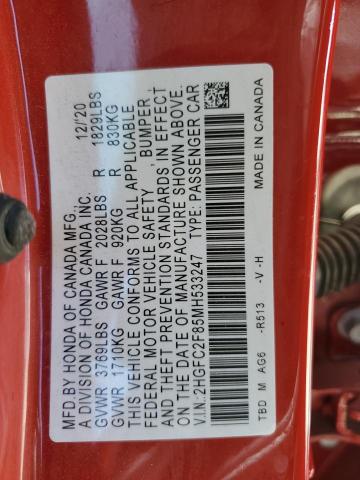 MFD.BY HONDA OF CANADA MFG. 12/20
A DIVISION OF HONDA CANADA INC.
GVWR 3769LBS GAWR F 2028LBS R 1829LBS
GVWR 1710KG GAWR F 920KG R 830KG
THIS VEHICLE CONFORMS TO ALL APPLICABLE
FEDERAL MOTOR VEHICLE SAFETY , BUMPER ,
AND THEFT PREVENTION STANDARDS IN EFFECT
ON THE DATE OF MANUFACTURE SHOWN ABOVE.
V.I.N:2HGFC2F85MH533247 TYPE: PASSENGER CAR
TBD M AG6 -R513 -V -H MADE IN CANADA